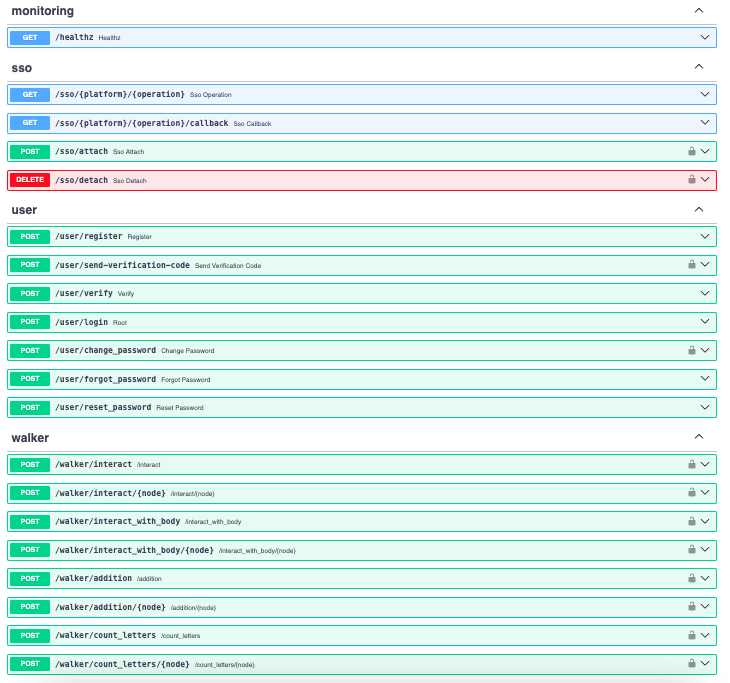 monitoring
GET /healthz Healthz
sso
GET /sso/{platform}/{operation} Sso Operation
GET /sso/{platform}/{operation}/callback Sso Callback
POST /sso/attach Sso Attach
DELETE /sso/detach Sso Detach
user
POST /user/register Register
POST /user/send-verification-code Send Verification Code
POST /user/verify Verify
POST /user/login Root
POST /user/change_password Change Password
POST /user/forgot_password Forgot Password
POST /user/reset_password Reset Password
walker
POST /walker/interact /interact
POST /walker/interact/{node} /interact/{node}
POST /walker/interact_with_body /interact_with_body
POST /walker/interact_with_body/{node} /interact_with_body/{node}
POST /walker/addition /addition
POST /walker/addition/{node} /addition/{node}
POST /walker/count_letters /count_letters
POST /walker/count_letters/{node} /count_letters/{node}